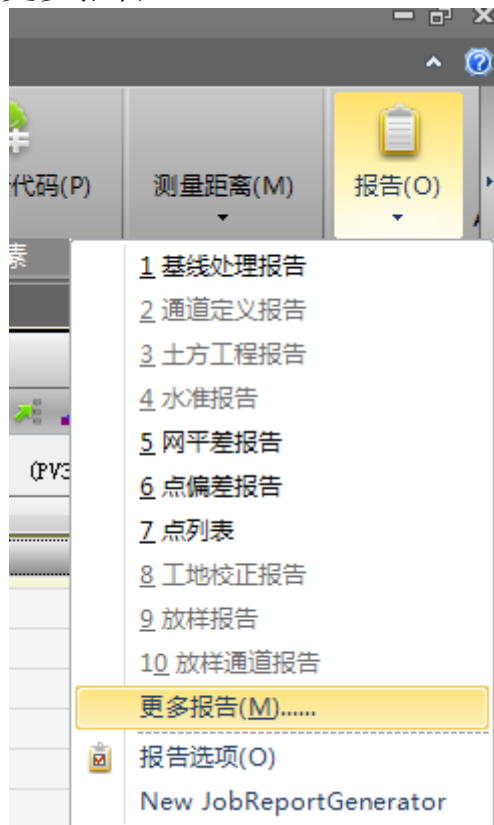 代码(P)
测量距离(M)
报告(O)
素
1 基线处理报告
2 通道定义报告
3 土方工程报告
4 水准报告
(PV3
5 网平差报告
6 点偏差报告
7 点列表
8 工地校正报告
9 放样报告
10 放样通道报告
更多报告(M)......
报告选项(O)
New JobReportGenerator